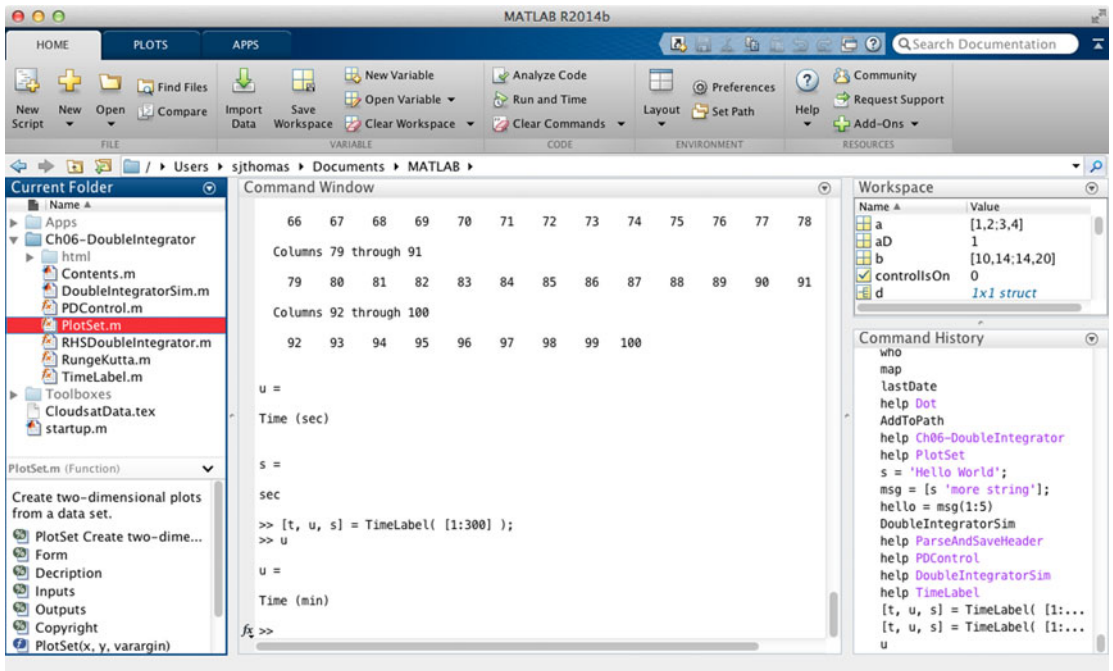 MATLAB R2014b
HOME PLOTS APPS
Search Documentation
New Script
New
Open
Find Files
Compare
FILE
Import Data
Save Workspace
New Variable
Open Variable
Clear Workspace
VARIABLE
Analyze Code
Run and Time
Clear Commands
CODE
Layout
Preferences
Set Path
ENVIRONMENT
Help
Community
Request Support
Add-Ons
RESOURCES
/ Users sjthomas Documents MATLAB
Current Folder
Name
Apps
Ch06-DoubleIntegrator
html
Contents.m
DoubleIntegratorSim.m
PDControl.m
PlotSet.m
RHSDoubleIntegrator.m
RungeKutta.m
TimeLabel.m
Toolboxes
CloudsatData.tex
startup.m
PlotSet.m (Function)
Create two-dimensional plots
from a data set.
PlotSet Create two-dime...
Form
Decription
Inputs
Outputs
Copyright
PlotSet(x, y, varargin)
Command Window
66 67 68 69 70 71 72 73 74 75 76 77 78
Columns 79 through 91
79 80 81 82 83 84 85 86 87 88 89 90 91
Columns 92 through 100
92 93 94 95 96 97 98 99 100
u =
Time (sec)
s =
sec
>> [t, u, s] = TimeLabel( [1:300] );
>> u
u =
Time (min)
fx >>
Workspace
Name Value
a [1,2;3,4]
aD 1
b [10,14;14,20]
controlIsOn 0
d 1x1 struct
Command History
who
map
lastDate
help Dot
AddToPath
help Ch06-DoubleIntegrator
help PlotSet
s = 'Hello World';
msg = [s 'more string'];
hello = msg(1:5)
DoubleIntegratorSim
help ParseAndSaveHeader
help PDControl
help DoubleIntegratorSim
help TimeLabel
[t, u, s] = TimeLabel( [1:...
[t, u, s] = TimeLabel( [1:...
u